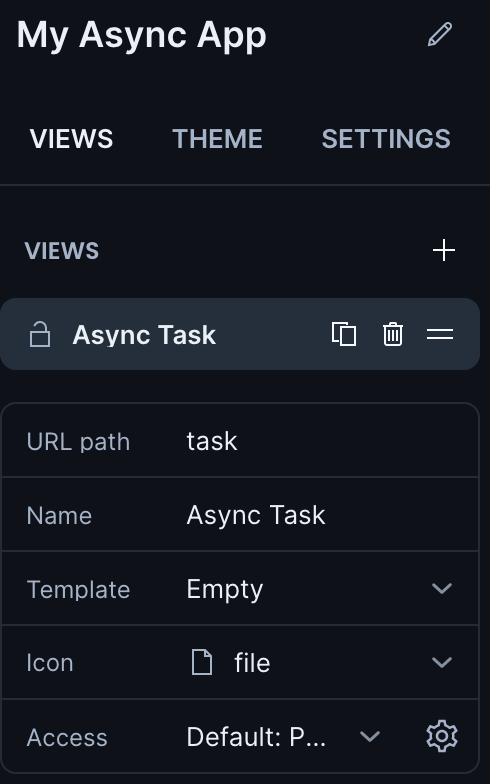 My Async App
VIEWS THEME SETTINGS
VIEWS
Async Task
URL path task
Name Async Task
Template Empty
Icon file
Access Default: P...